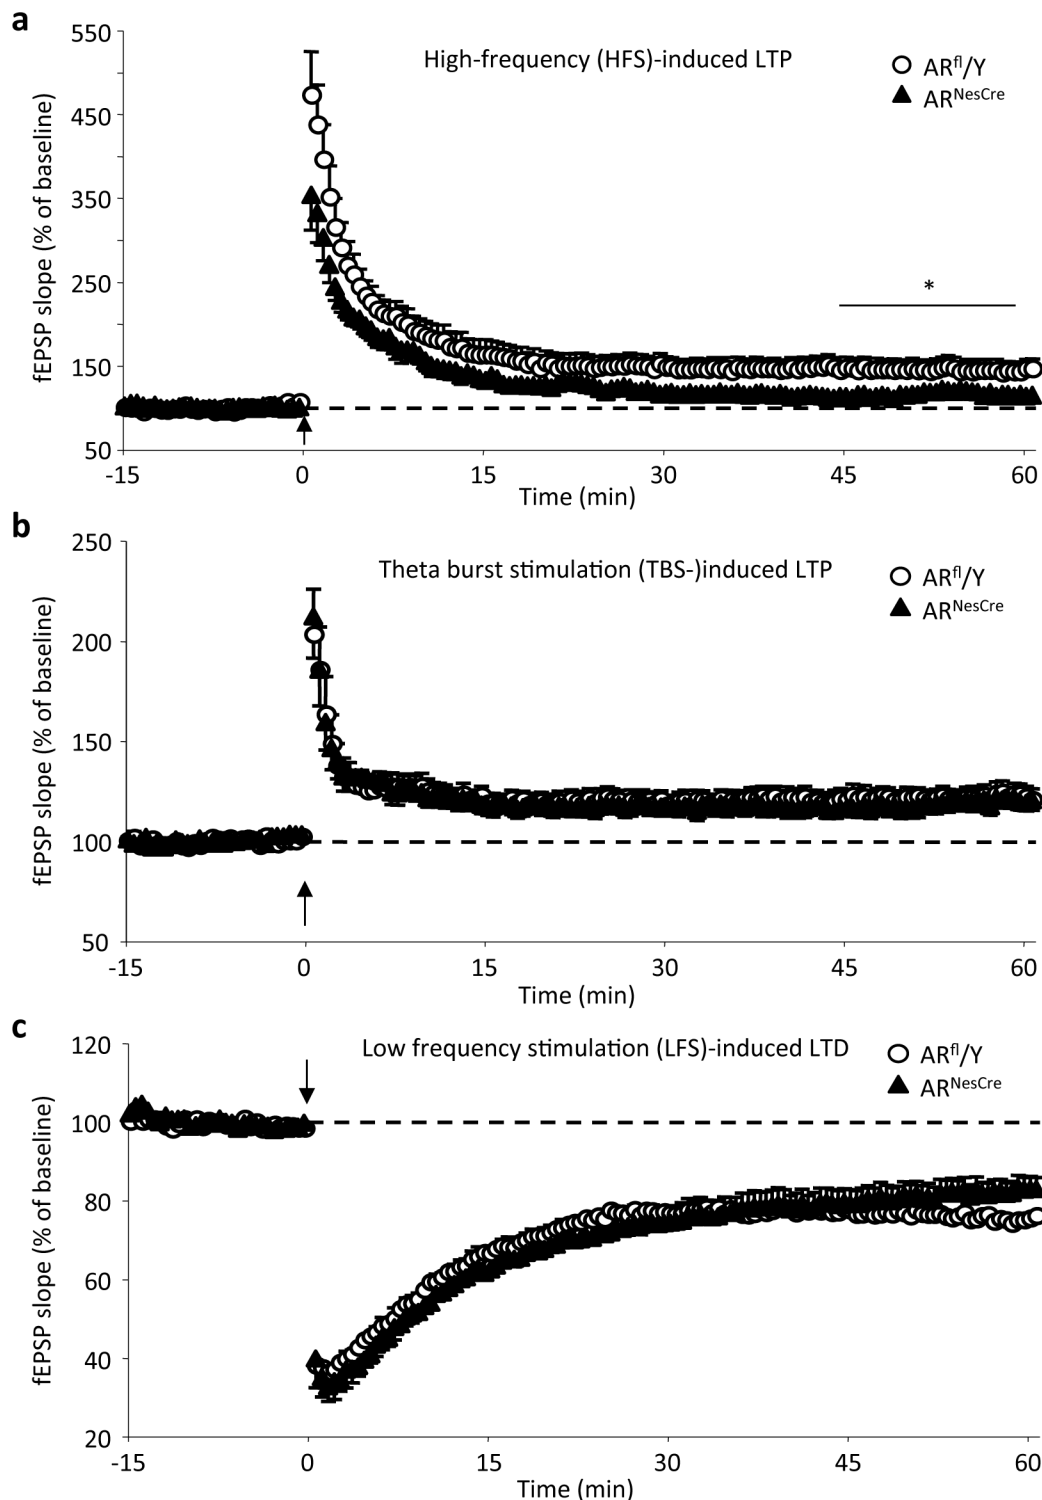 a
High-frequency (HFS)-induced LTP
ARfl/Y
ARNesCre
fEPSP slope (% of baseline)
550
450
350
250
150
50
*
-15 0 15 30 45 60
Time (min)
b
Theta burst stimulation (TBS-)induced LTP
ARfl/Y
ARNesCre
fEPSP slope (% of baseline)
250
200
150
100
50
-15 0 15 30 45 60
Time (min)
c
Low frequency stimulation (LFS)-induced LTD
ARfl/Y
ARNesCre
fEPSP slope (% of baseline)
120
100
80
60
40
20
-15 0 15 30 45 60
Time (min)